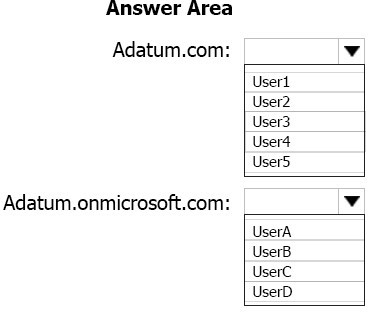 Answer Area
Adatum.com:
User1
User2
User3
User4
User5
Adatum.onmicrosoft.com:
UserA
UserB
UserC
UserD